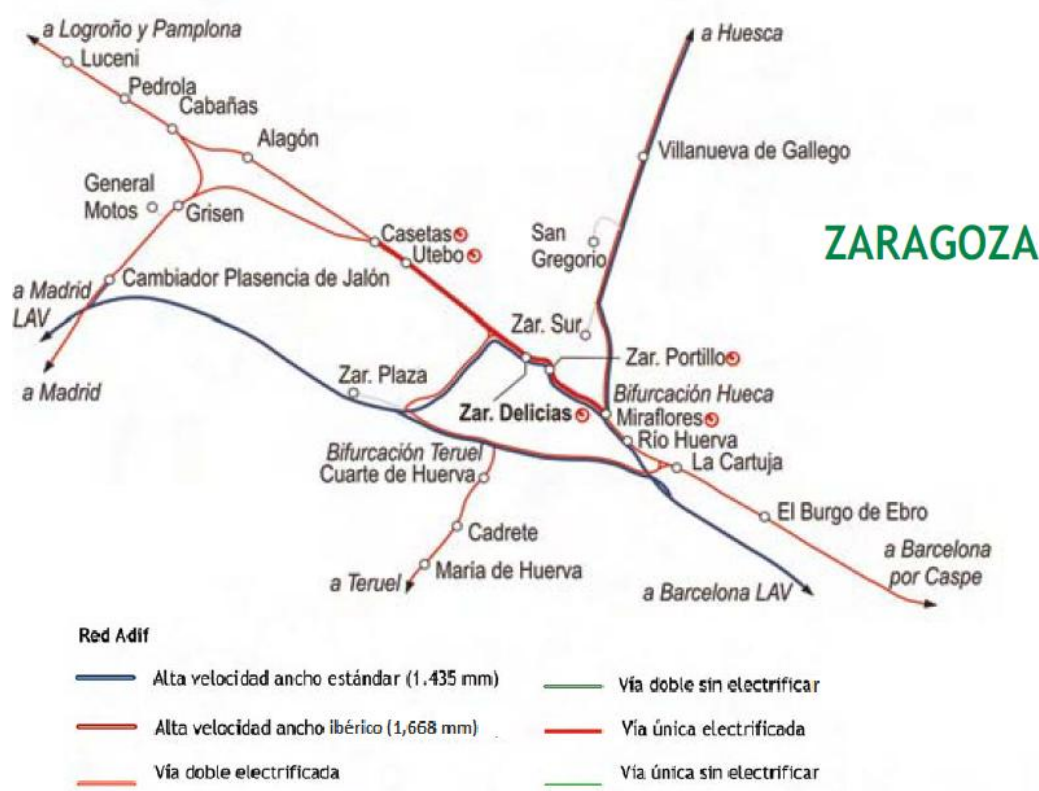 a Logroño y Pamplona
Luceni
Pedrola
Cabañas
Alagón
General
Motos
Grisen
Casetas
Utebo
Cambiador Plasencia de Jalón
a Madrid
LAV
a Madrid
a Huesca
Villanueva de Gallego
San
Gregorio
ZARAGOZA
Zar. Sur
Zar. Portillo
Zar. Plaza
Zar. Delicias
Bifurcación Hueca
Miraflores
Río Huerva
La Cartuja
Bifurcación Teruel
Cuarte de Huerva
Cadrete
Maria de Huerva
a Teruel
El Burgo de Ebro
a Barcelona
por Caspe
a Barcelona LAV
Red Adif
Alta velocidad ancho estándar (1.435 mm)
Alta velocidad ancho ibérico (1,668 mm)
Vía doble electrificada
Vía doble sin electrificar
Vía única electrificada
Vía única sin electrificar